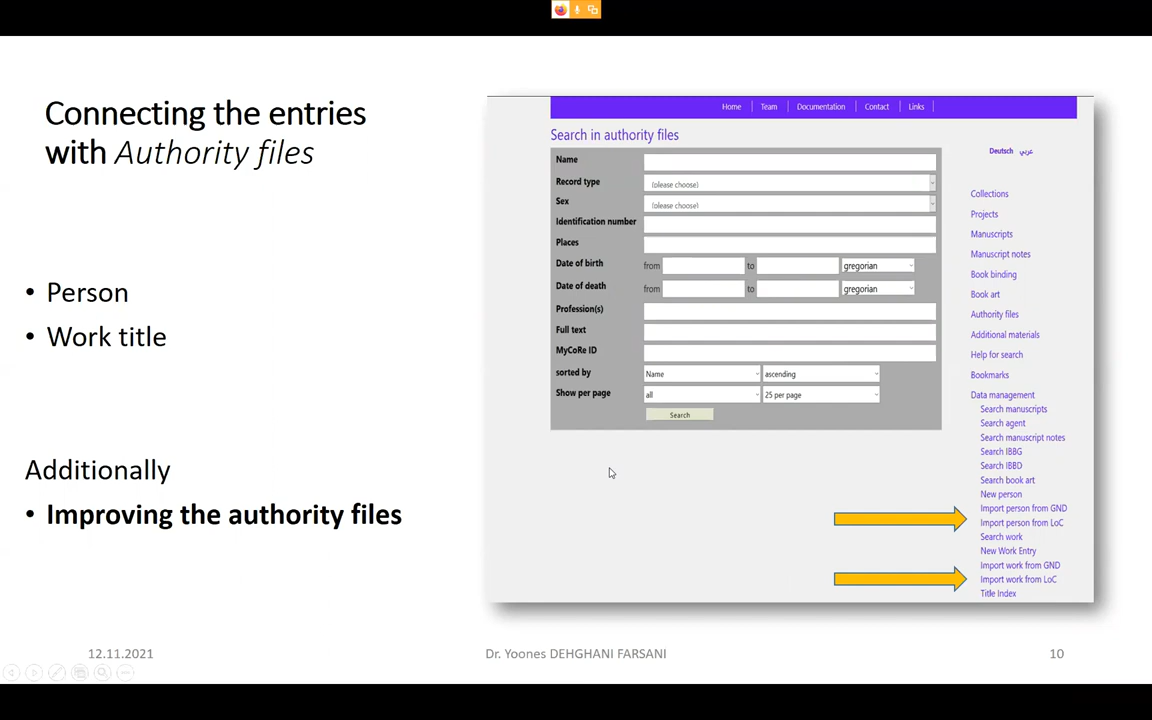 Connecting the entries
with Authority files
• Person
• Work title
Additionally
• Improving the authority files
Home
Team
Documentation
Contact
Links
Search in authority files
Name
Record type
(please choose)
Sex
(please choose)
Identification number
Places
Date of birth
from
to
gregorian
Date of death
from
to
gregorian
Profession(s)
Full text
MyCoRe ID
sorted by
Name
ascending
Show per page
all
25 per page
Search
Deutsch عربي
Collections
Projects
Manuscripts
Manuscript notes
Book binding
Book art
Authority files
Additional materials
Help for search
Bookmarks
Data management
Search manuscripts
Search agent
Search manuscript notes
Search IBBG
Search IBBD
Search book art
New person
Import person from GND
Import person from LoC
Search work
New Work Entry
Import work from GND
Import work from LoC
Title Index
12.11.2021
Dr. Yoones DEHGHANI FARSANI
10